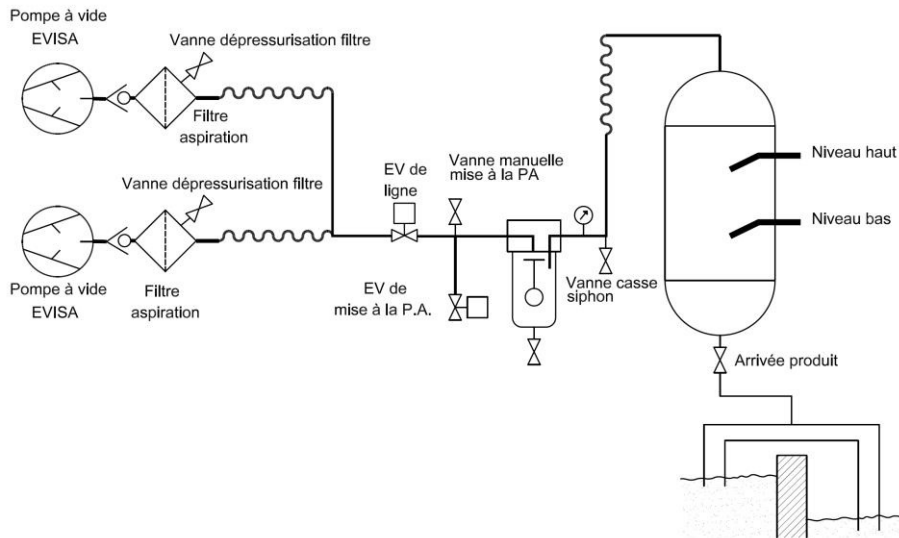 Pompe à vide
EVISA
Vanne dépressurisation filtre
Filtre
aspiration
Vanne dépressurisation filtre
Pompe à vide
EVISA
Filtre
aspiration
EV de
ligne
Vanne manuelle
mise à la PA
EV de
mise à la P.A.
Vanne casse
siphon
Niveau haut
Niveau bas
Arrivée produit